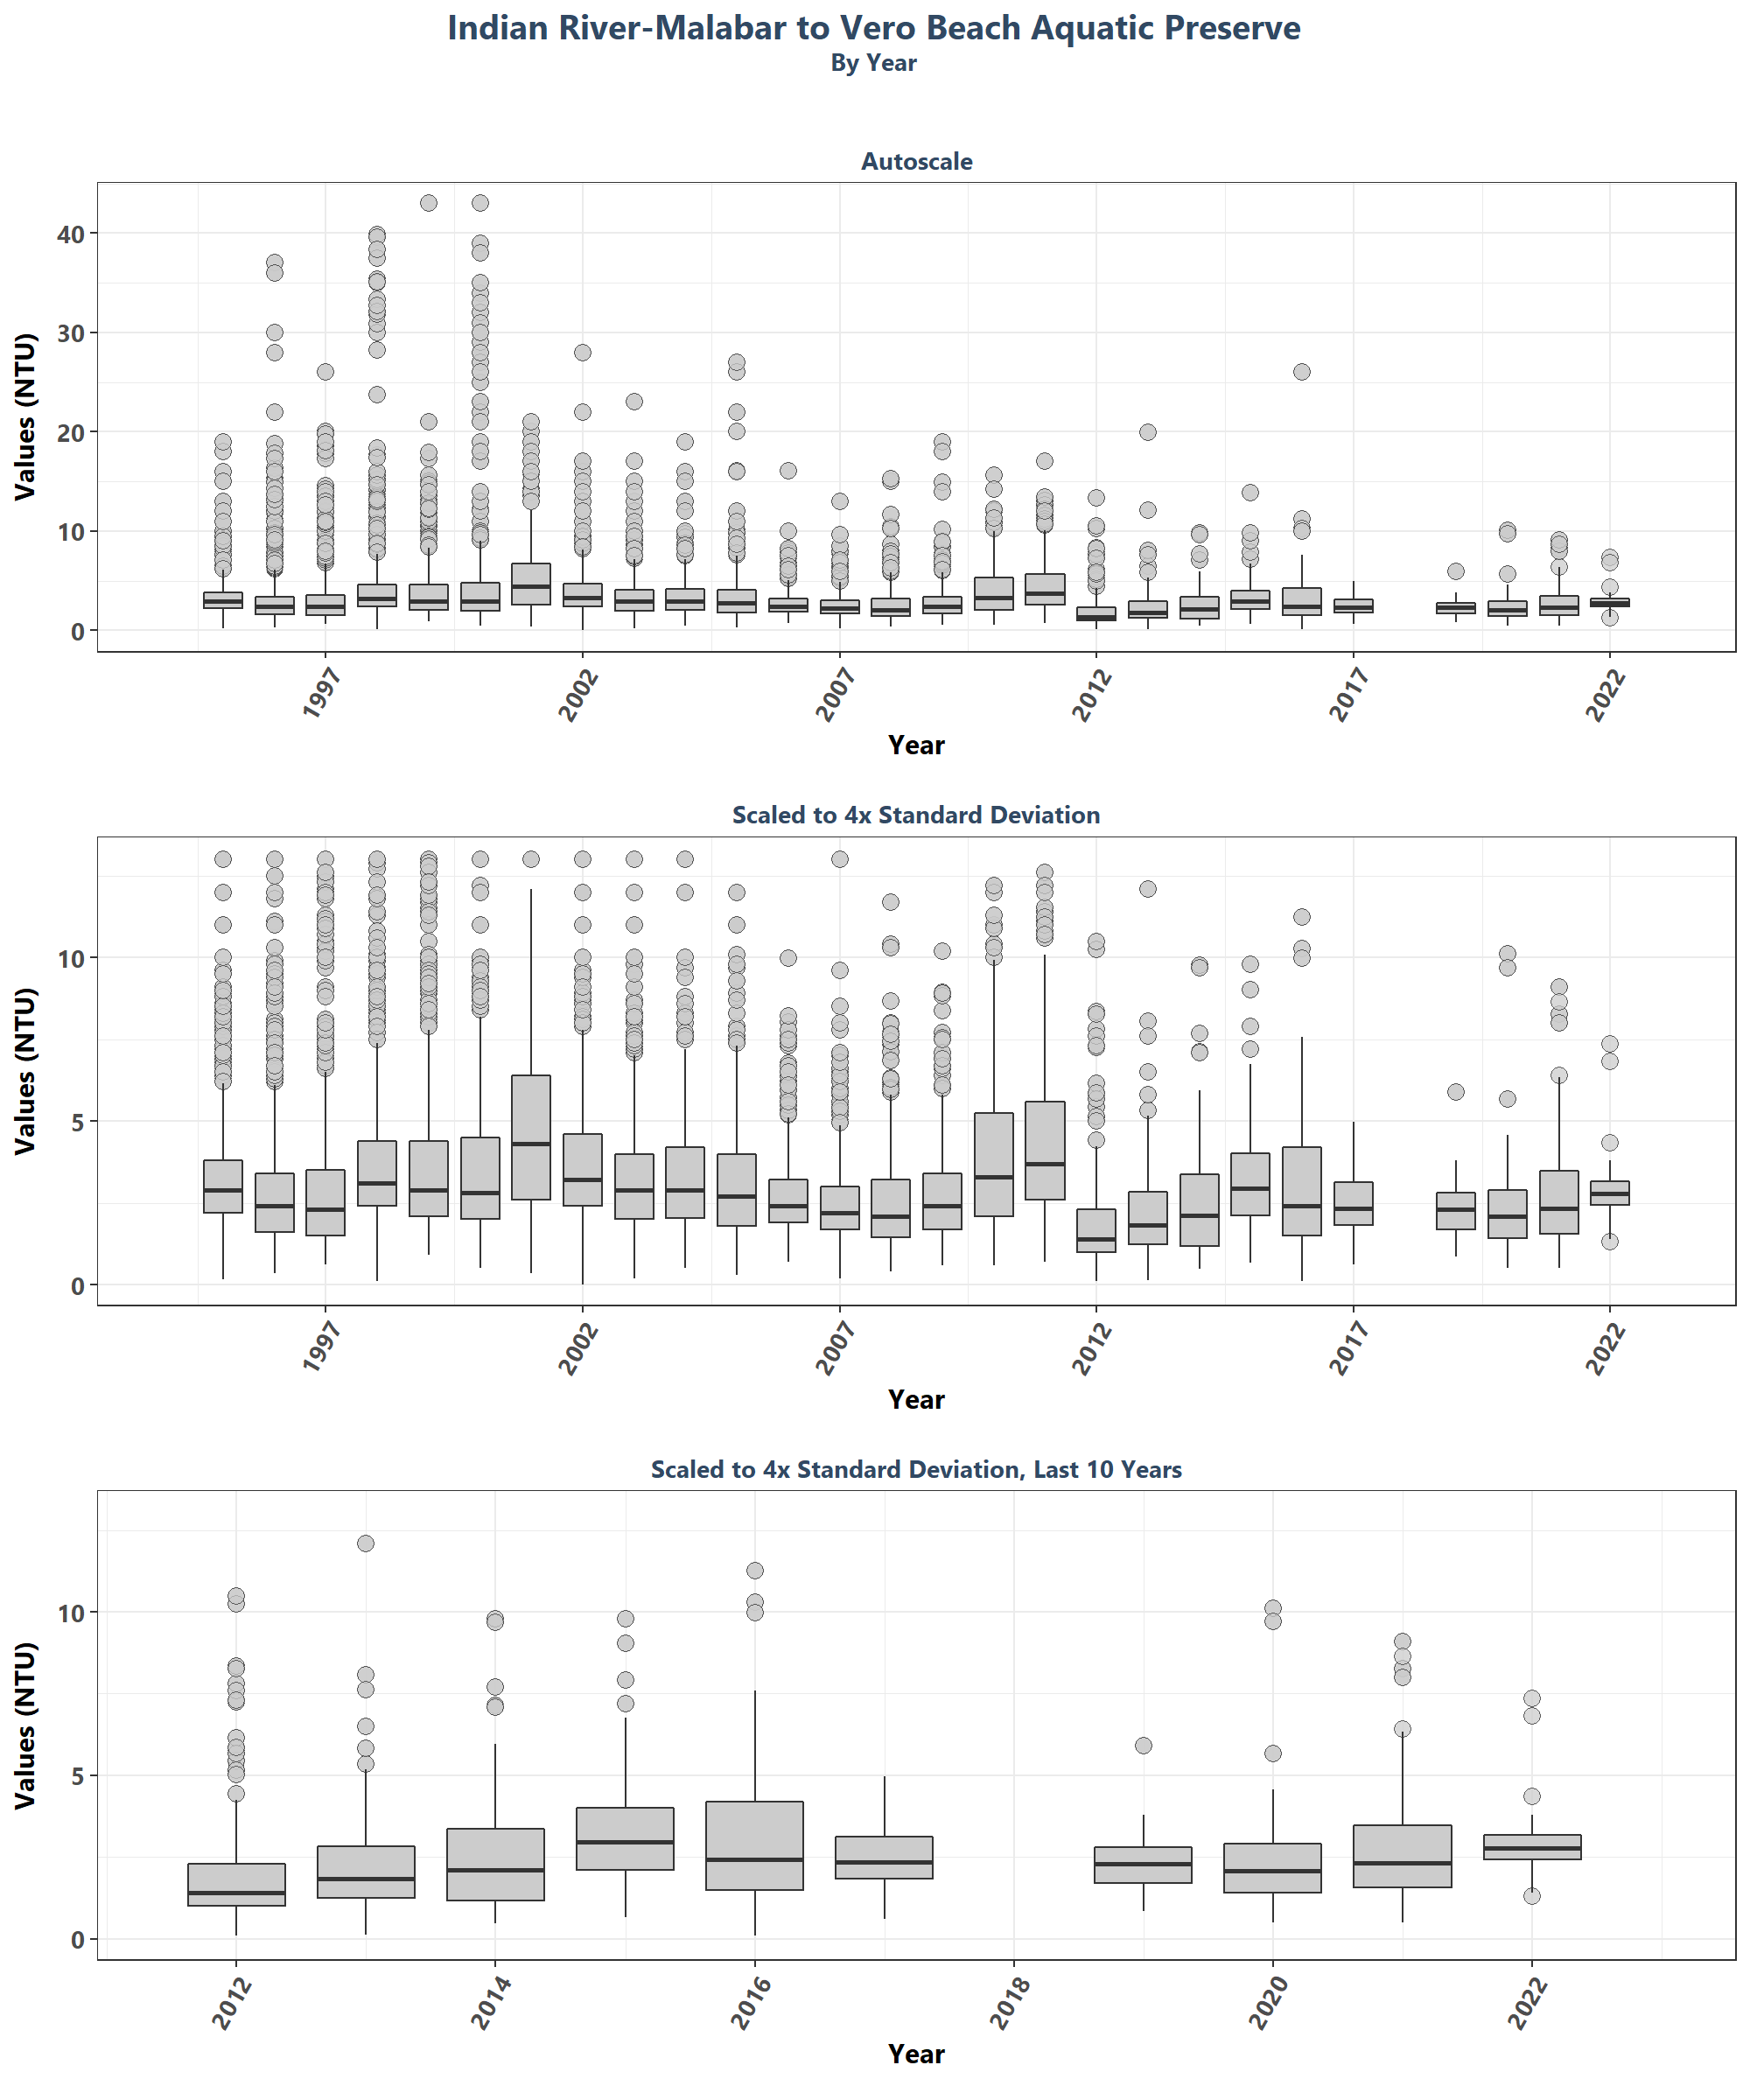 Indian River-Malabar to Vero Beach Aquatic Preserve
By Year
Autoscale
Values (NTU)
40
30
20
10
0
1997
2002
2007
2012
2017
2022
Year
Scaled to 4x Standard Deviation
Values (NTU)
10
5
0
1997
2002
2007
2012
2017
2022
Year
Scaled to 4x Standard Deviation, Last 10 Years
Values (NTU)
10
5
0
2012
2014
2016
2018
2020
2022
Year